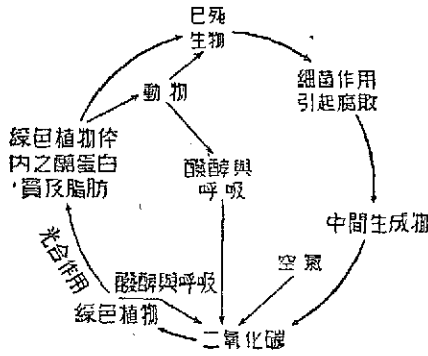 已死
生物
細菌作用
引起腐敗
動物
綠色植物体
內之醣蛋白
質及脂肪
醱酵與
呼吸
中間生成物
空氣
光合作用
醱酵與呼吸
綠色植物
二氧化碳